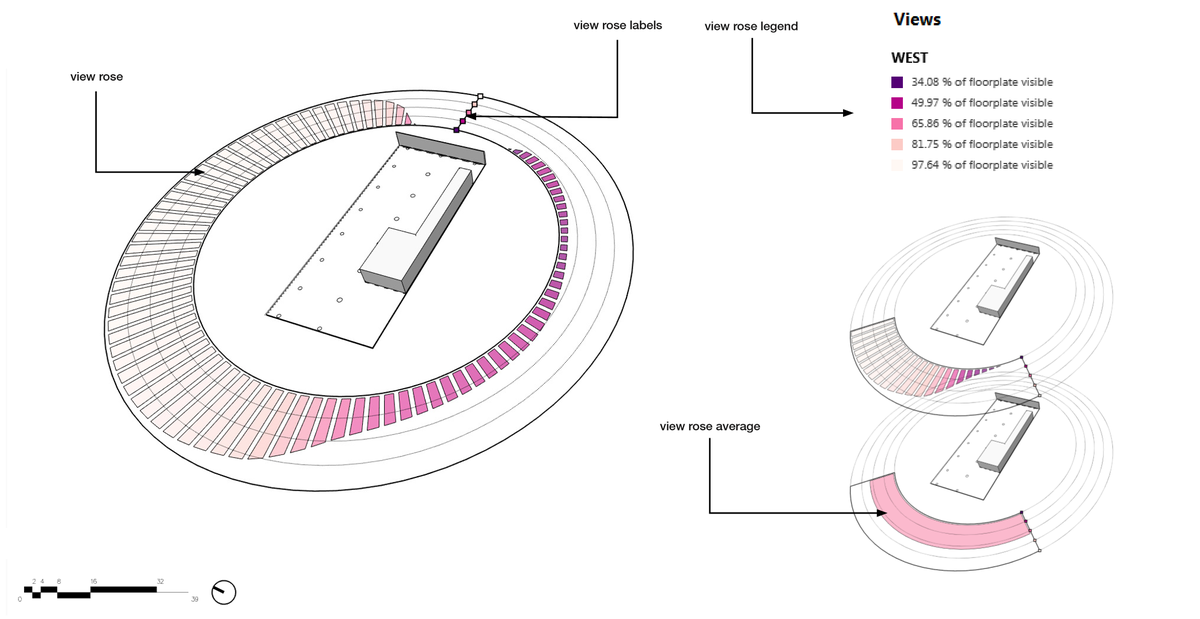 view rose labels
view rose legend
Views
view rose
WEST
34.08 % of floorplate visible
49.97 % of floorplate visible
65.86 % of floorplate visible
81.75 % of floorplate visible
97.64 % of floorplate visible
view rose average
2 4 8 16 32
0 39